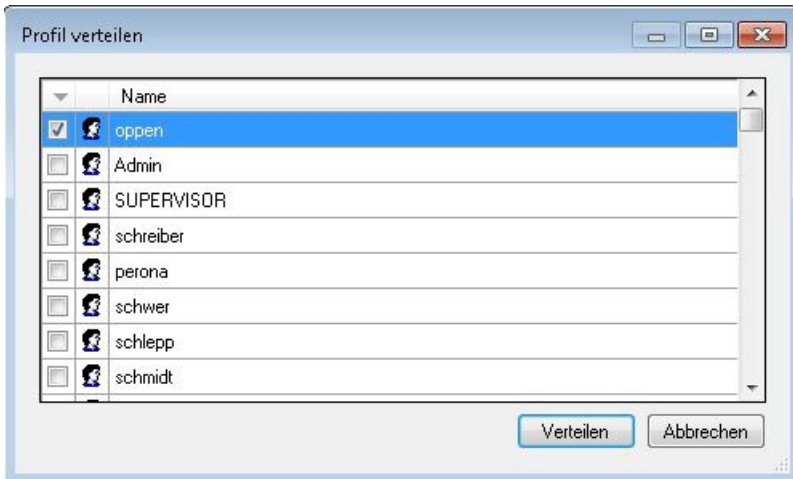 Profil verteilen
Name
oppen
Admin
SUPERVISOR
schreiber
perona
schwer
schlepp
schmidt
Verteilen Abbrechen